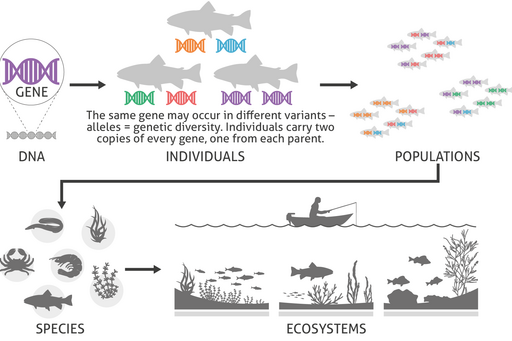 GENE
DNA
The same gene may occur in different variants –
alleles = genetic diversity. Individuals carry two
copies of every gene, one from each parent.
INDIVIDUALS
POPULATIONS
SPECIES
ECOSYSTEMS